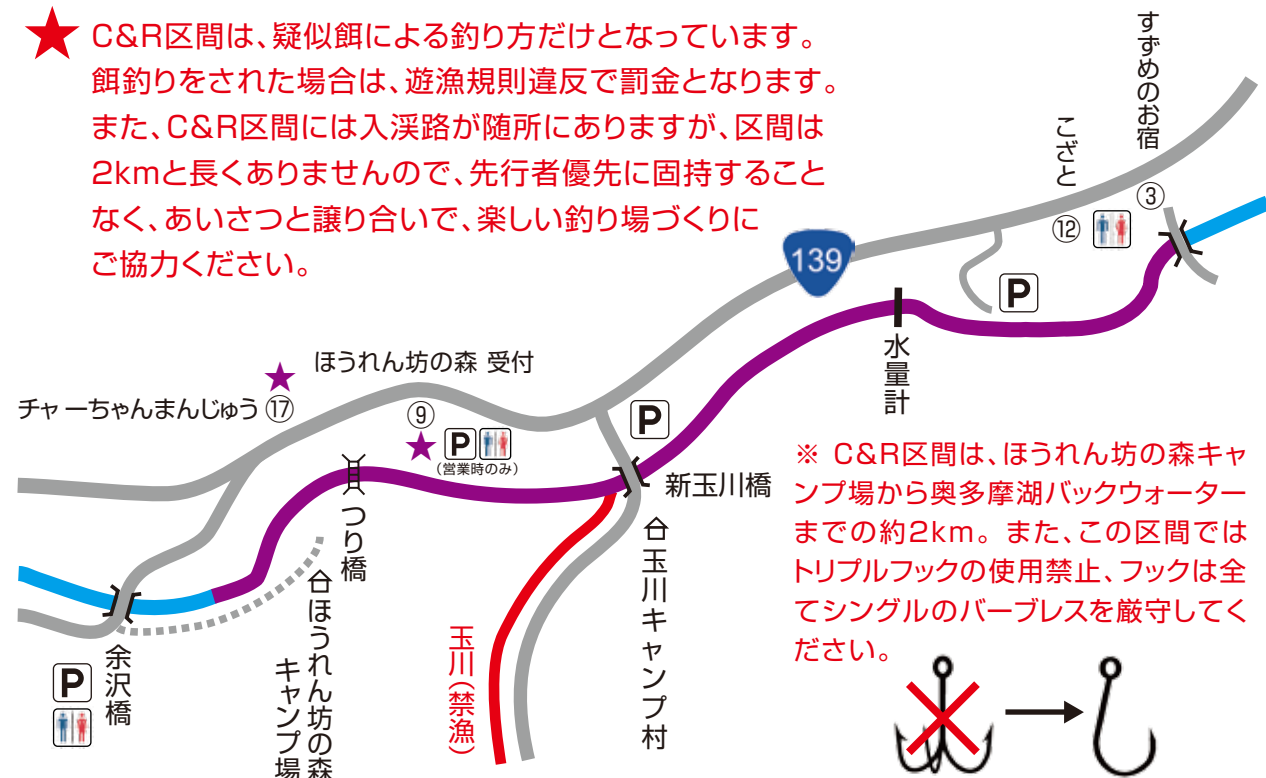 C&R区間は、疑似餌による釣り方だけとなっています。
餌釣りをされた場合は、遊漁規則違反で罰金となります。
また、C&R区間には入渓路が随所にありますが、区間は
2kmと長くありませんので、先行者優先に固持すること
なく、あいさつと譲り合いで、楽しい釣り場づくりに
ご協力ください。
すずめのお宿
③
こざと
⑫
139
P
水量計
ほうれん坊の森 受付
チャーちゃんまんじゅう ⑰
⑨
P
(営業時のみ)
P
新玉川橋
つり橋
玉川キャンプ村
ほうれん坊の森
キャンプ場
玉川(禁漁)
余沢橋
P
※ C&R区間は、ほうれん坊の森キャ
ンプ場から奥多摩湖バックウォーター
までの約2km。また、この区間では
トリプルフックの使用禁止、フックは全
てシングルのバーブレスを厳守してく
ださい。